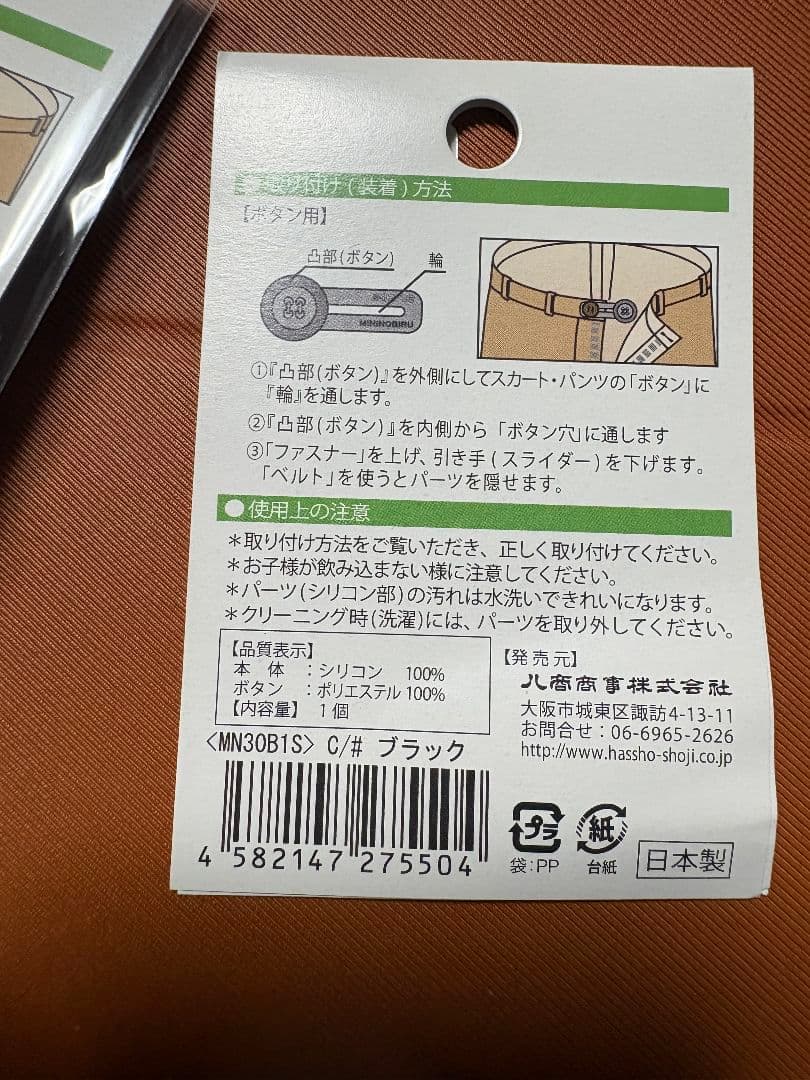 ●取り付け(装着)方法
【ボタン用】
凸部(ボタン)
輪
MININOBIRU
①『凸部(ボタン)』を外側にしてスカート・パンツの「ボタン」に
『輪』を通します。
②『凸部(ボタン)』を内側から「ボタン穴」に通します
③「ファスナー」を上げ、引き手(スライダー)を下げます。
「ベルト」を使うとパーツを隠せます。
●使用上の注意
＊取り付け方法をご覧いただき、正しく取り付けてください。
＊お子様が飲み込まない様に注意してください。
＊パーツ(シリコン部)の汚れは水洗いできれいになります。
＊クリーニング時(洗濯)には、パーツを取り外してください。
【品質表示】
本 体 ：シリコン 100%
ボタン ：ポリエステル 100%
【内容量】 1個
【発売元】
八商商事株式会社
大阪市城東区諏訪4-13-11
お問合せ：06-6965-2626
http://www.hassho-shoji.co.jp
<MN30B1S> C/# ブラック
4 582147 275504
プラ
袋：PP
紙
台紙
日本製